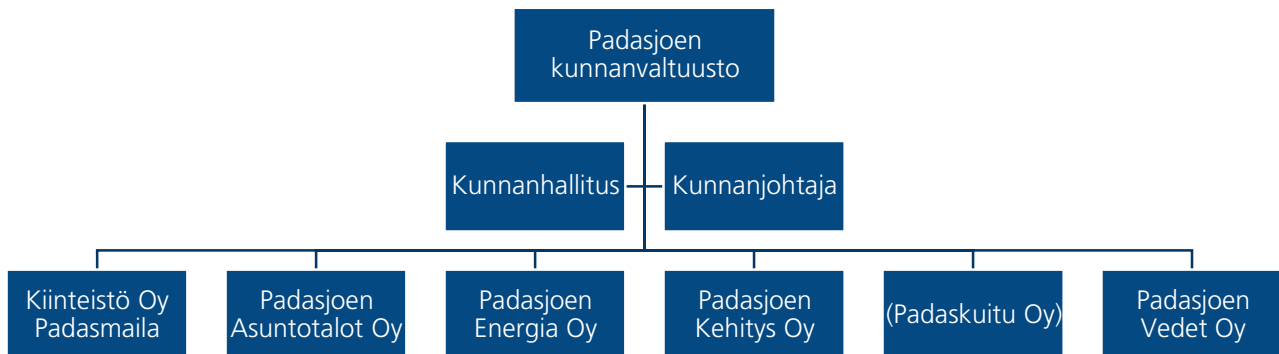 Padasjoen
kunnanvaltuusto
Kunnanhallitus
Kunnanjohtaja
Kiinteistö Oy
Padasmaila
Padasjoen
Asuntotalot Oy
Padasjoen
Energia Oy
Padasjoen
Kehitys Oy
(Padaskuitu Oy)
Padasjoen
Vedet Oy